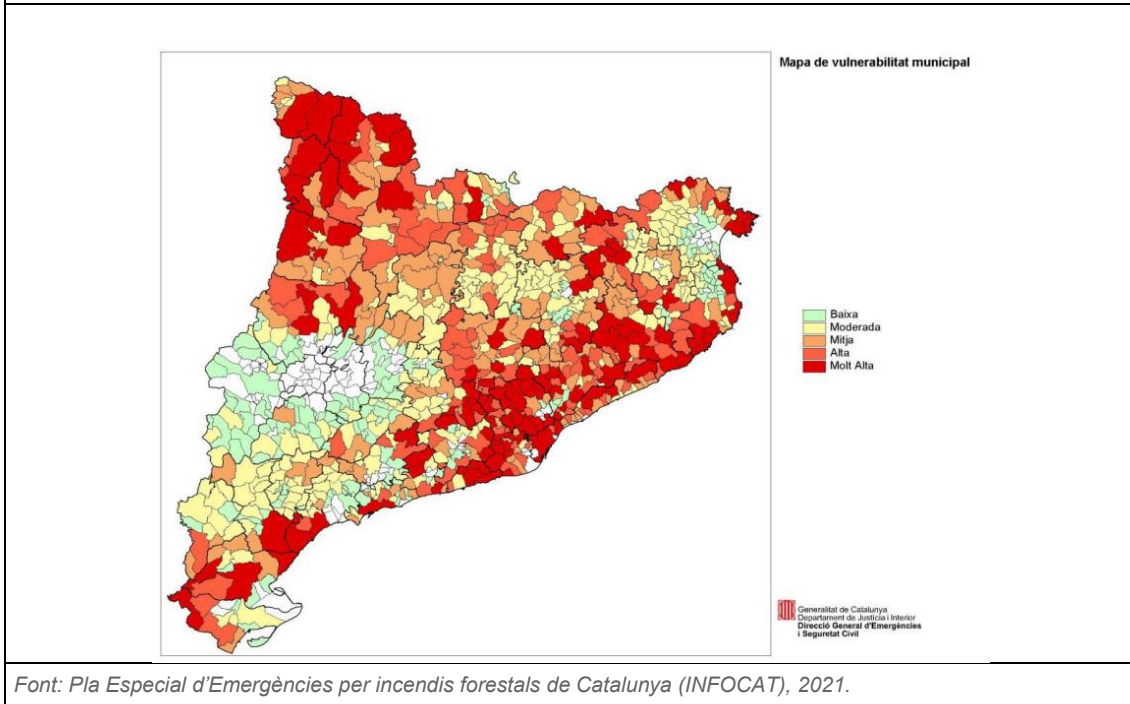 Mapa de vulnerabilitat municipal
Baixa
Moderada
Mitja
Alta
Molt Alta
Generalitat de Catalunya
Departament de Justícia i Interior
Direcció General d'Emergències
i Seguretat Civil
Font: Pla Especial d'Emergències per incendis forestals de Catalunya (INFOCAT), 2021.